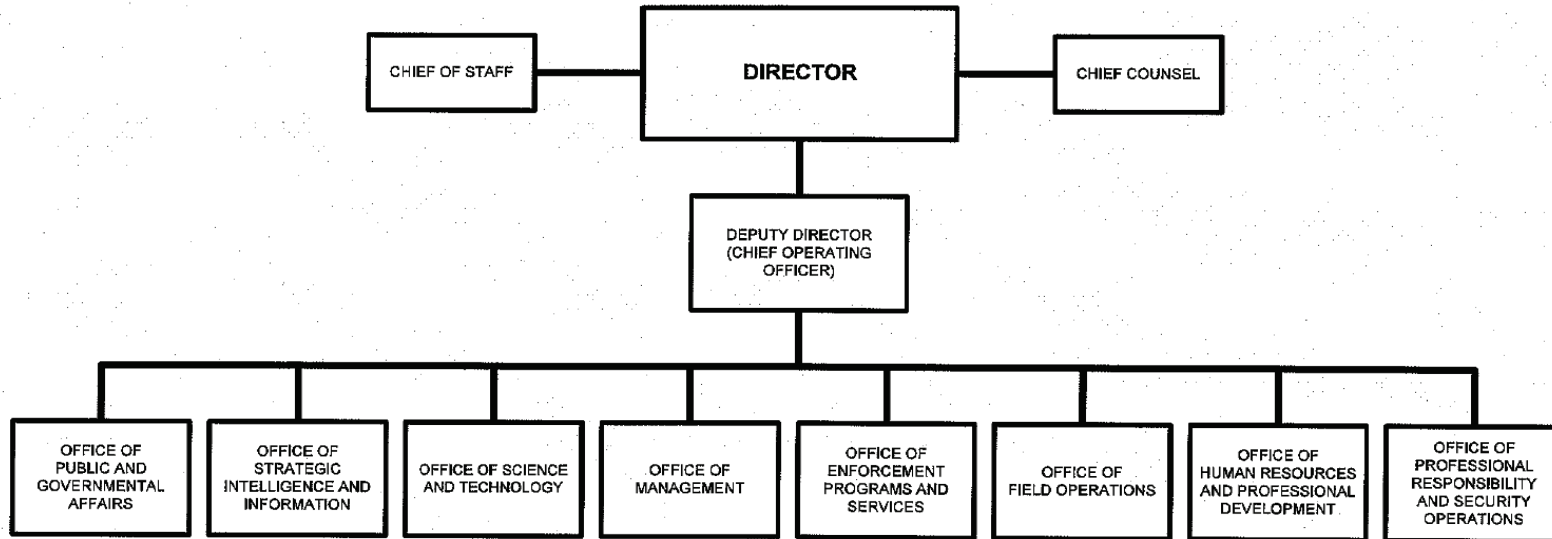 CHIEF OF STAFF
DIRECTOR
CHIEF COUNSEL
DEPUTY DIRECTOR
(CHIEF OPERATING
OFFICER)
OFFICE OF
PUBLIC AND
GOVERNMENTAL
AFFAIRS
OFFICE OF
STRATEGIC
INTELLIGENCE AND
INFORMATION
OFFICE OF SCIENCE
AND TECHNOLOGY
OFFICE OF
MANAGEMENT
OFFICE OF
ENFORCEMENT
PROGRAMS AND
SERVICES
OFFICE OF
FIELD OPERATIONS
OFFICE OF
HUMAN RESOURCES
AND PROFESSIONAL
DEVELOPMENT
OFFICE OF
PROFESSIONAL
RESPONSIBILITY
AND SECURITY
OPERATIONS